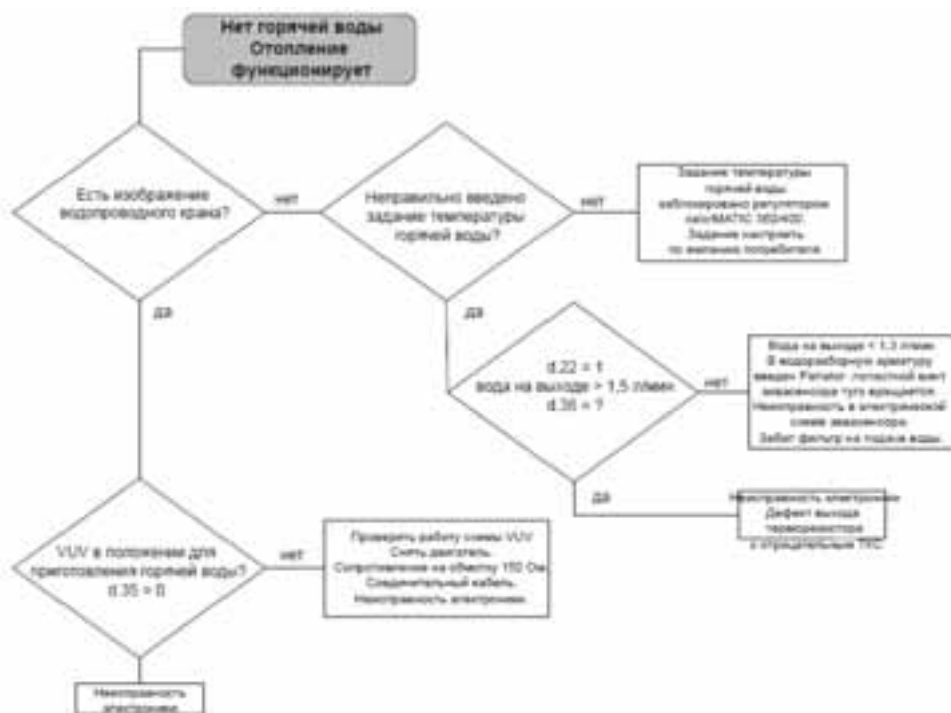 Нет горячей воды
Отопление
функционирует
Есть изображение
водопроводного крана?
нет
Неправильно введено
задание температуры
горячей воды?
нет
Задание температуры
горячей воды
заблокировано регулятором
calorMATIC 360/400.
Задание настроить
по желанию потребителя
да
да
d.22 = 1
вода на выходе > 1,5 л/мин
d.36 = ?
нет
Вода на выходе < 1,3 л/мин
В водоразборную арматуру
введен лопастной винт
аквасенсора туго вращается.
Неисправность в электрической
схеме аквасенсора.
Забит фильтр на подаче воды.
да
Неисправность электроники
Дефект выхода
терморезистора
с отрицательным ТКС.
VUV в положении для
приготовления горячей воды?
d.35 = 0
нет
Проверить работу схемы VUV
Снять двигатель.
Сопротивление на обмотку 150 Ом
Соединительный кабель.
Неисправность электроники.
Неисправность
электроники